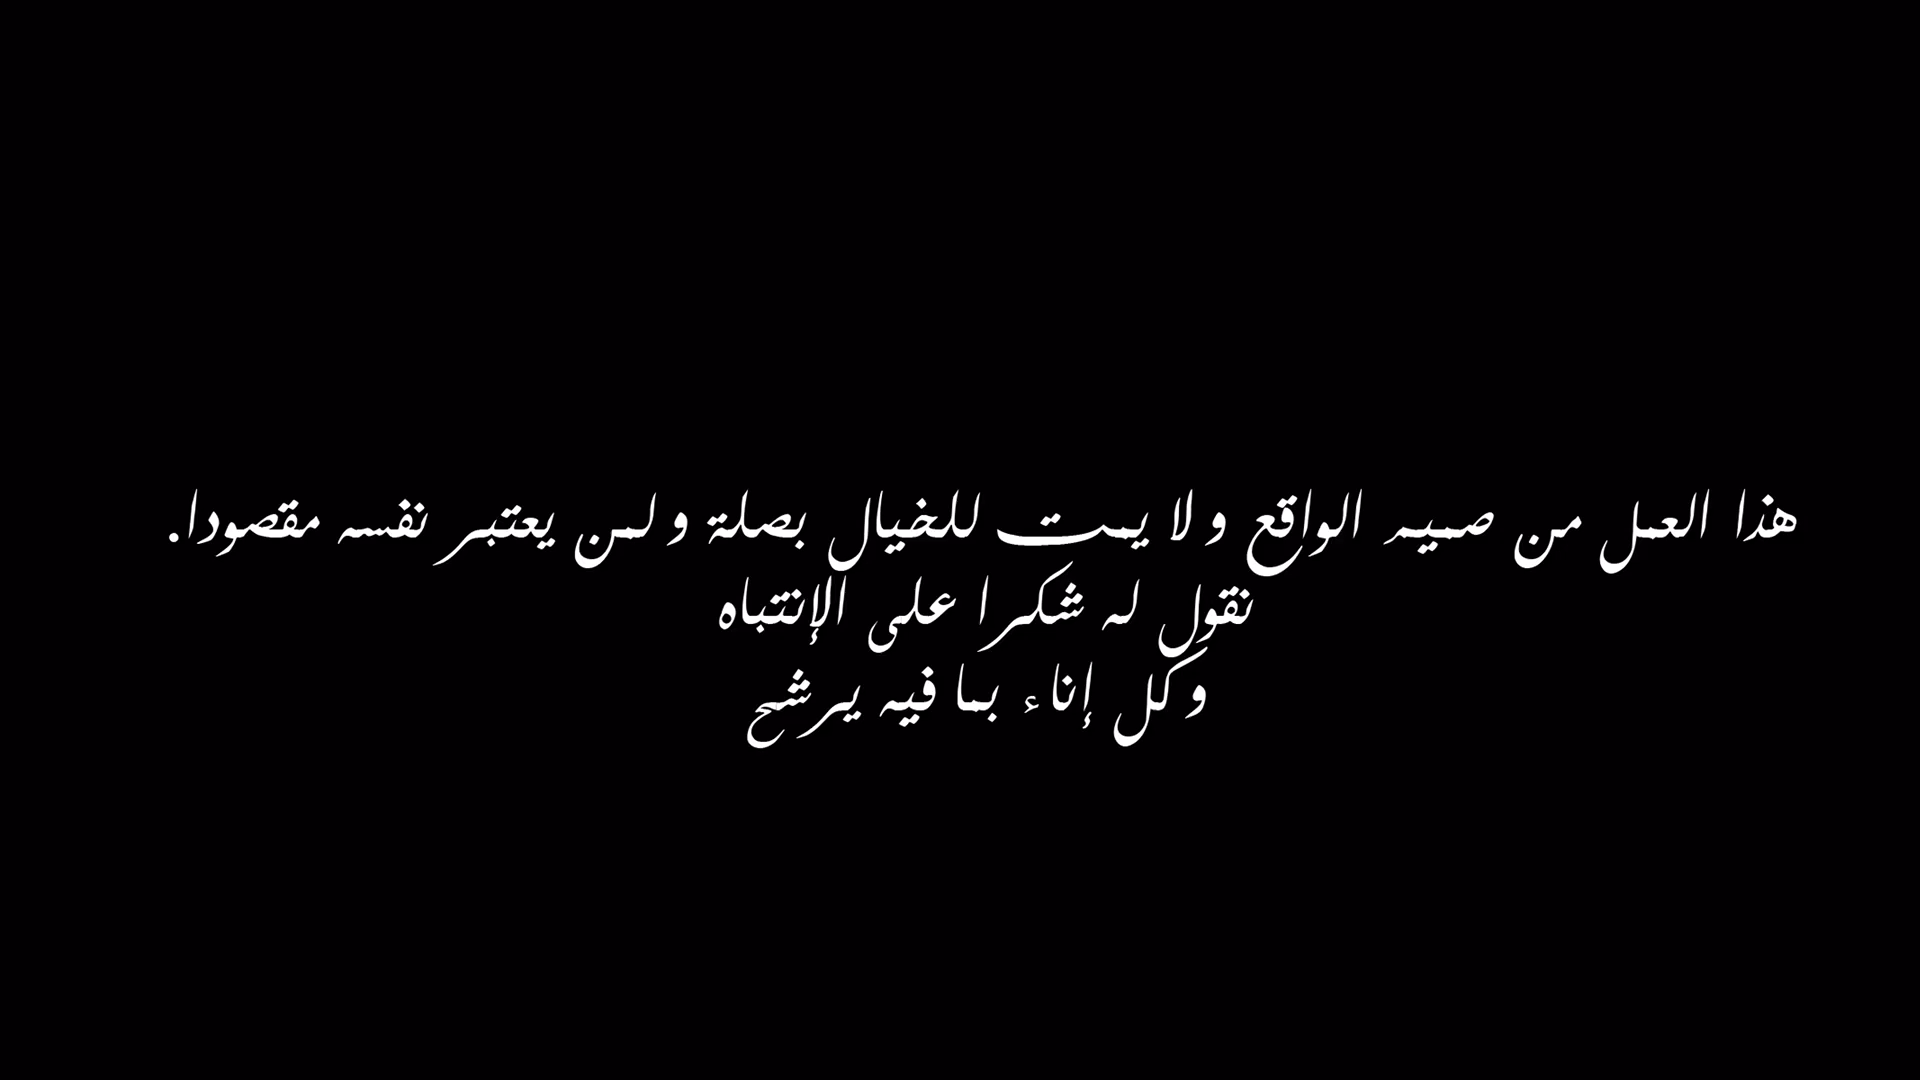 هذا العمل من صميم الواقع و لا يمت للخيال بصلة و لمن يعتبر نفسه مقصودا.
نقول له شكرا على الإنتباه
وكل إناء بما فيه يرشح